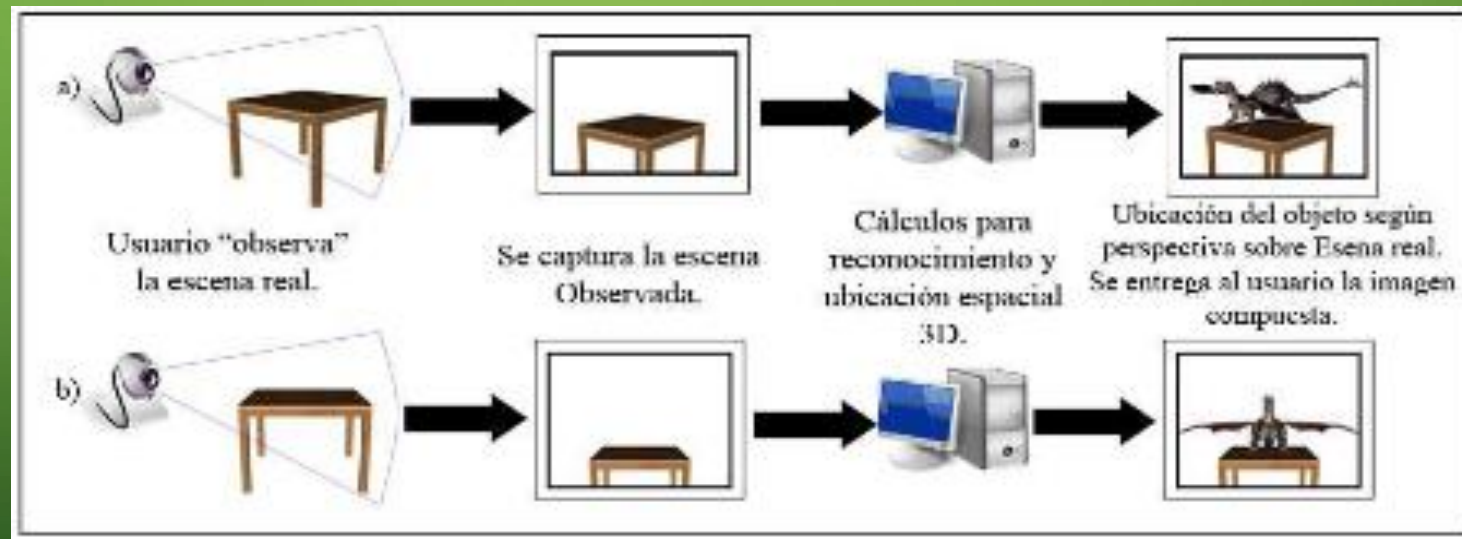 a)
Usuario “observa”
la escena real.
Se captura la escena
Observada.
Cálculos para
reconocimiento y
ubicación espacial
3D.
Ubicación del objeto según
perspectiva sobre Esena real.
Se entrega al usuario la imagen
compuesta.
b)